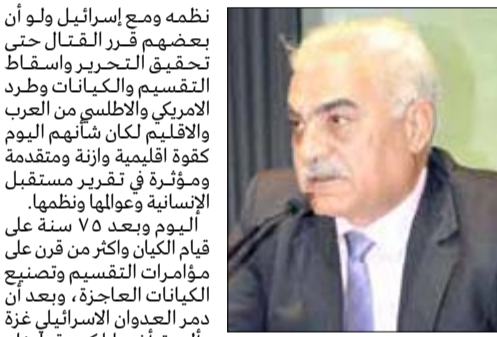 نظمه ومع إسرائيل ولو أن
بعضهم قرر القتال حتى
تحقيق التحرير واسقاط
التقسيم والكيانات وطرد
الامريكي والاطلسي من العرب
والاقليم لكان شأنهم اليوم
كقوة اقليمية وازنة ومتقدمة
ومؤثرة في تقرير مستقبل
الإنسانية وعوالمها ونظمها.
اليوم وبعد ٧٥ سنة على
قيام الكيان واكثر من قرن على
مؤامرات التقسيم وتصنيع
الكيانات العاجزة، وبعد أن
دمر العدوان الاسرائيلي غزة